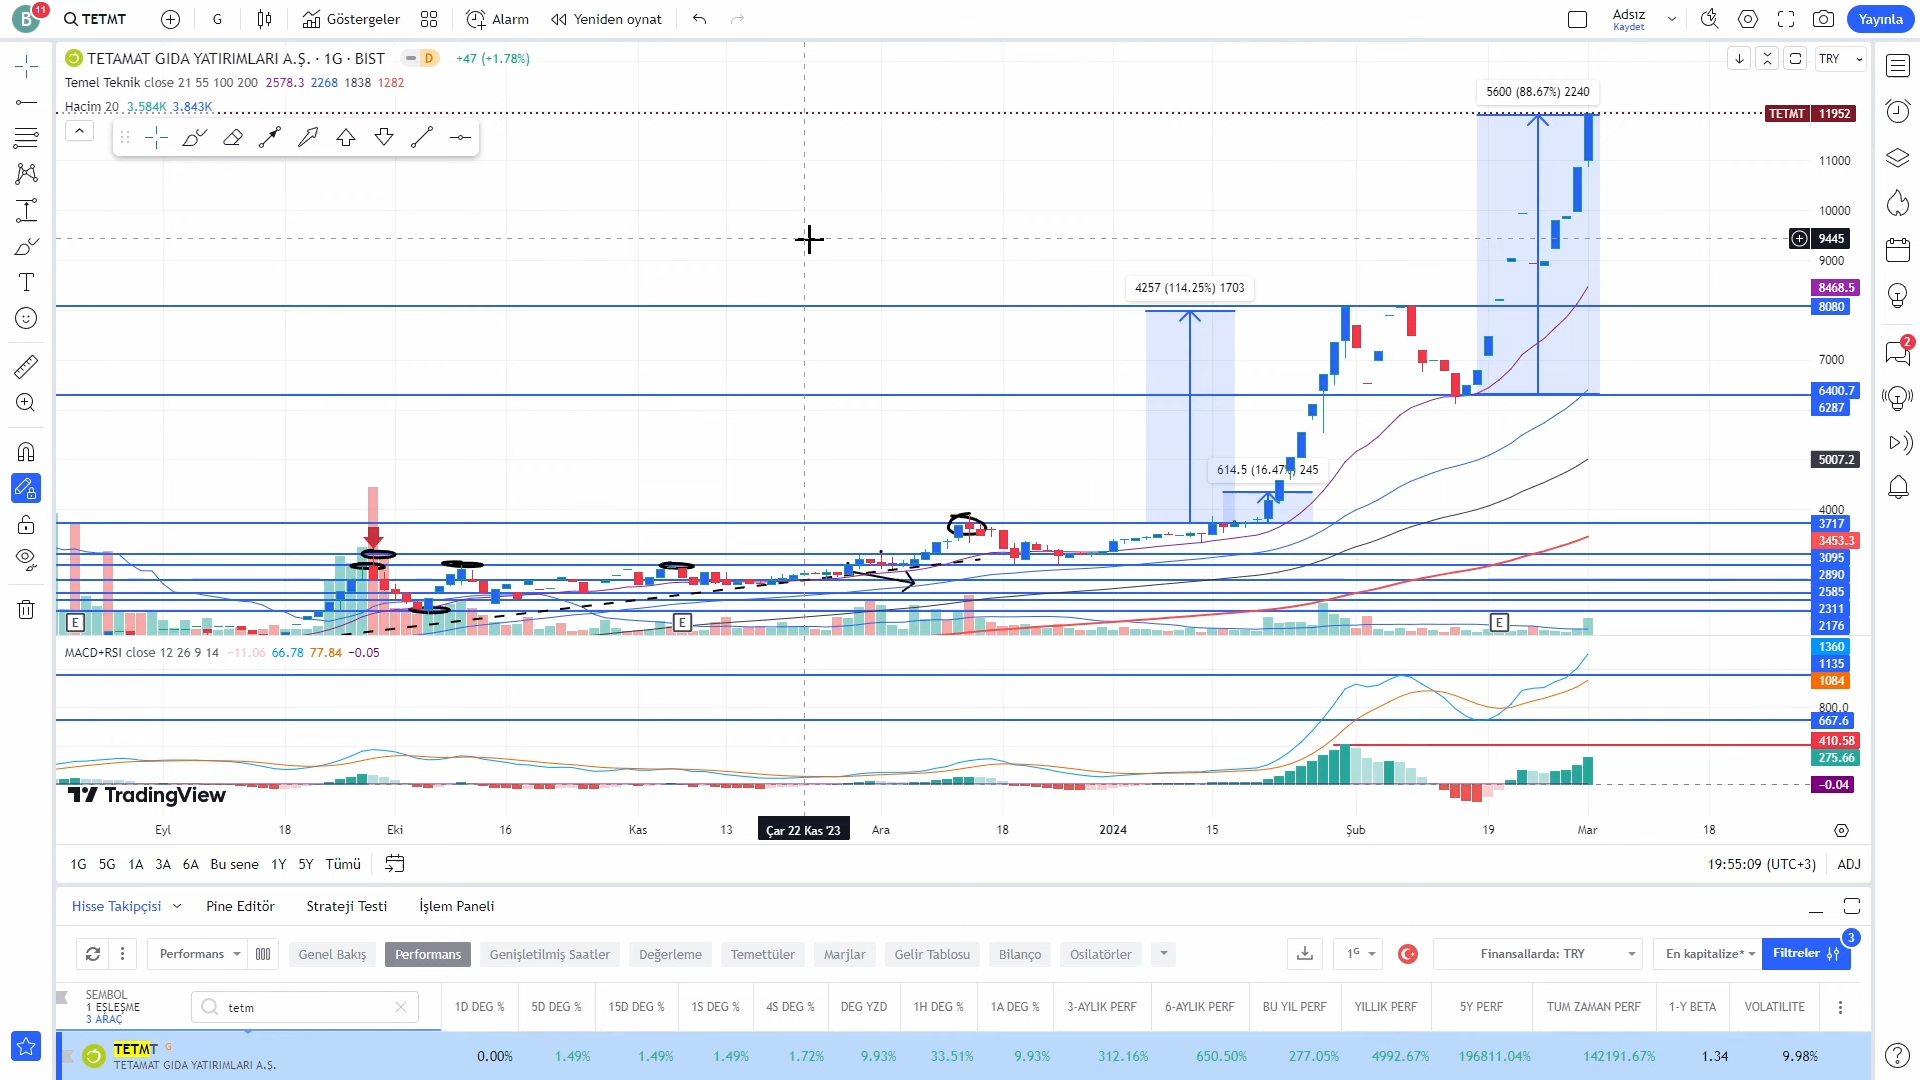 B 11 TETMT G Göstergeler Alarm Yeniden oynat Adsız Kaydet Yayınla
TETAMAT GIDA YATIRIMLARI A.Ş. · 1G · BIST D +47 (+1.78%) TRY
Temel Teknik close 21 55 100 200 2578.3 2268 1838 1282
5600 (88.67%) 2240
Hacim 20 3.584K 3.843K
TETMT 11952
11000
10000
9445
9000
4257 (114.25%) 1703
8468.5
8080
7000
6400.7
6287
614.5 (16.47%) 245
5007.2
4000
3717
3453.3
3095
2890
2585
2311
2176
E E E
MACD+RSI close 12 26 9 14 −11.06 66.78 77.84 −0.05
1360
1135
1084
800.0
667.6
410.58
275.66
−0.04
TradingView
Eyl 18 Eki 16 Kas 13 Çar 22 Kas '23 Ara 18 2024 15 Şub 19 Mar 18
1G 5G 1A 3A 6A Bu sene 1Y 5Y Tümü 19:55:09 (UTC+3) ADJ
Hisse Takipçisi Pine Editör Strateji Testi İşlem Paneli
Performans Genel Bakış Performans Genişletilmiş Saatler Değerleme Temettüler Marjlar Gelir Tablosu Bilanço Osilatörler 1G Finansallarda: TRY En kapitalize* Filtreler 3
SEMBOL
1 EŞLEŞME
3 ARAÇ
tetm
1D DEG % 5D DEG % 15D DEG % 1S DEG % 4S DEG % DEG YZD 1H DEG % 1A DEG % 3-AYLIK PERF 6-AYLIK PERF BU YIL PERF YILLIK PERF 5Y PERF TUM ZAMAN PERF 1-Y BETA VOLATILITE
TETMT G
TETAMAT GIDA YATIRIMLARI A.Ş.
0.00% 1.49% 1.49% 1.49% 1.72% 9.93% 33.51% 9.93% 312.16% 650.50% 277.05% 4992.67% 196811.04% 142191.67% 1.34 9.98%
2